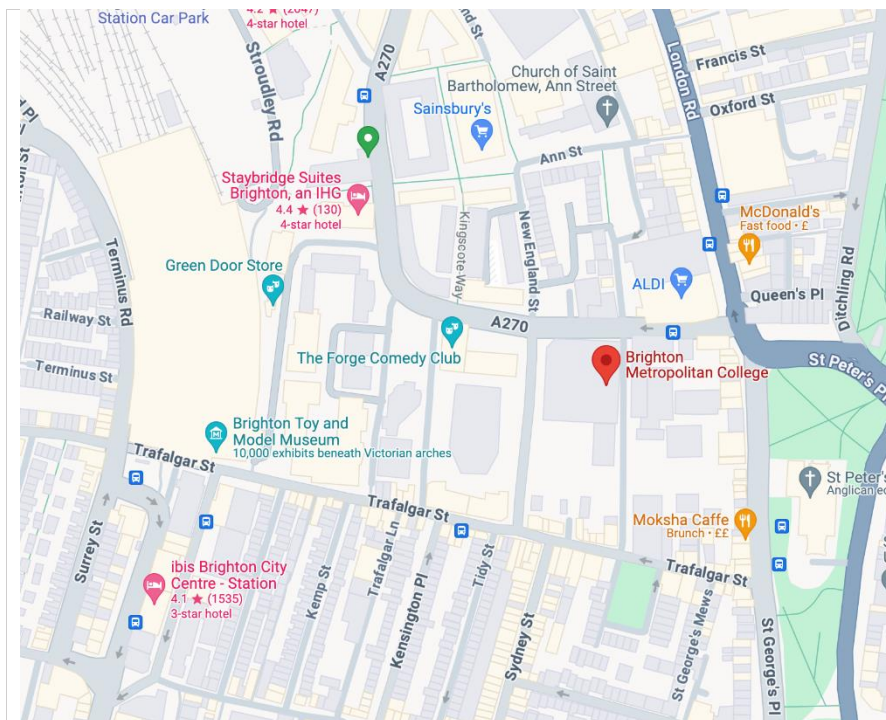 4.2 ★ (2647)
4-star hotel
Station Car Park
Stroudley Rd
A270
London Rd
Francis St
Oxford St
Church of Saint
Bartholomew, Ann Street
Sainsbury's
Ann St
Staybridge Suites
Brighton, an IHG
4.4 ★ (130)
4-star hotel
Kingscote Way
New England St
McDonald's
Fast food · £
Ditchling Rd
Terminus Rd
Green Door Store
ALDI
Queen's Pl
Railway St
A270
The Forge Comedy Club
Brighton
Metropolitan College
St Peter's Pl
Terminus St
Brighton Toy and
Model Museum
10,000 exhibits beneath Victorian arches
Trafalgar St
Trafalgar St
St Peter's
Moksha Caffe
Brunch · ££
Surrey St
ibis Brighton City
Centre - Station
4.1 ★ (1535)
3-star hotel
Kemp St
Trafalgar Ln
Kensington Pl
Tidy St
Sydney St
Trafalgar St
St George's Mews
St George's Pl